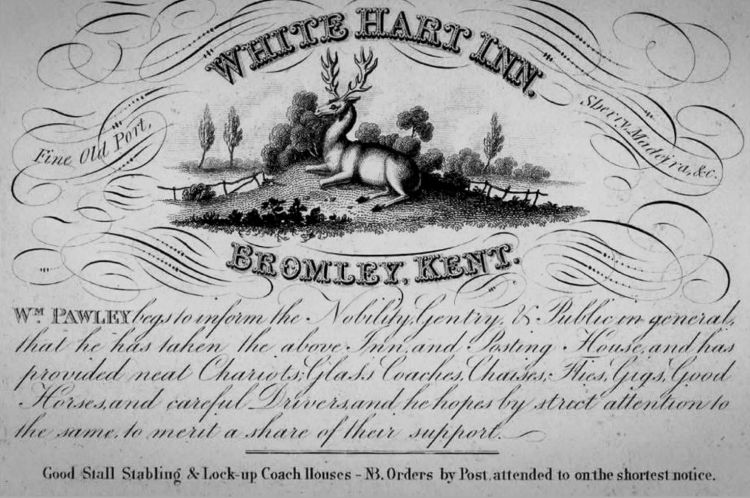 WHITE HART INN.
Fine Old Port,
Sherry, Madeira, &c.
BROMLEY, KENT.
WM PAWLEY begs to inform the Nobility, Gentry, & Public in general,
that he has taken the above Inn, and Posting House, and has
provided neat Chariots; Glass Coaches, Chaises, Flies, Gigs, Good
Horses, and careful Drivers, and he hopes by strict attention to
the same, to merit a share of their support.
Good Stall Stabling & Lock-up Coach Houses - NB. Orders by Post attended to on the shortest notice.